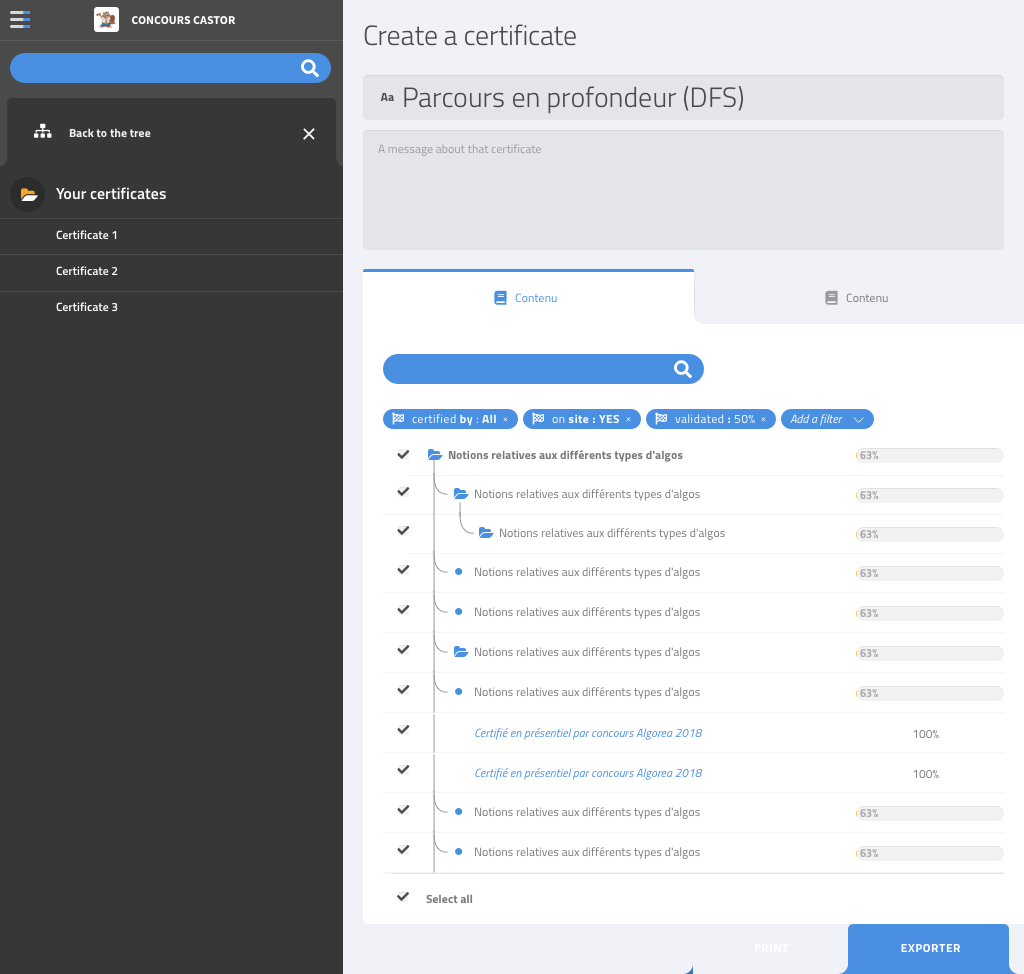 CONCOURS CASTOR
Back to the tree
Your certificates
Certificate 1
Certificate 2
Certificate 3
Create a certificate
Aa Parcours en profondeur (DFS)
A message about that certificate
Contenu
Contenu
certified by : All × on site : YES × validated : 50% × Add a filter
Notions relatives aux différents types d'algos 63%
Notions relatives aux différents types d'algos 63%
Notions relatives aux différents types d'algos 63%
Notions relatives aux différents types d'algos 63%
Notions relatives aux différents types d'algos 63%
Notions relatives aux différents types d'algos 63%
Notions relatives aux différents types d'algos 63%
Certifié en présentiel par concours Algorea 2018 100%
Certifié en présentiel par concours Algorea 2018 100%
Notions relatives aux différents types d'algos 63%
Notions relatives aux différents types d'algos 63%
Select all
PRINT
EXPORTER